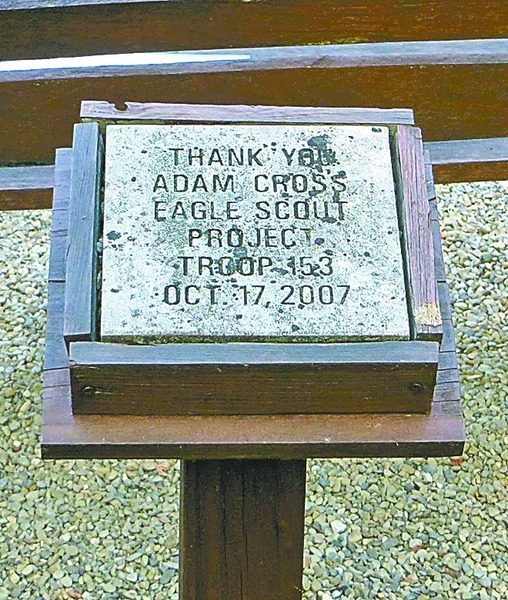 THANK YOU
ADAM CROSS
EAGLE SCOUT
PROJECT
TROOP 153
OCT. 17, 2007